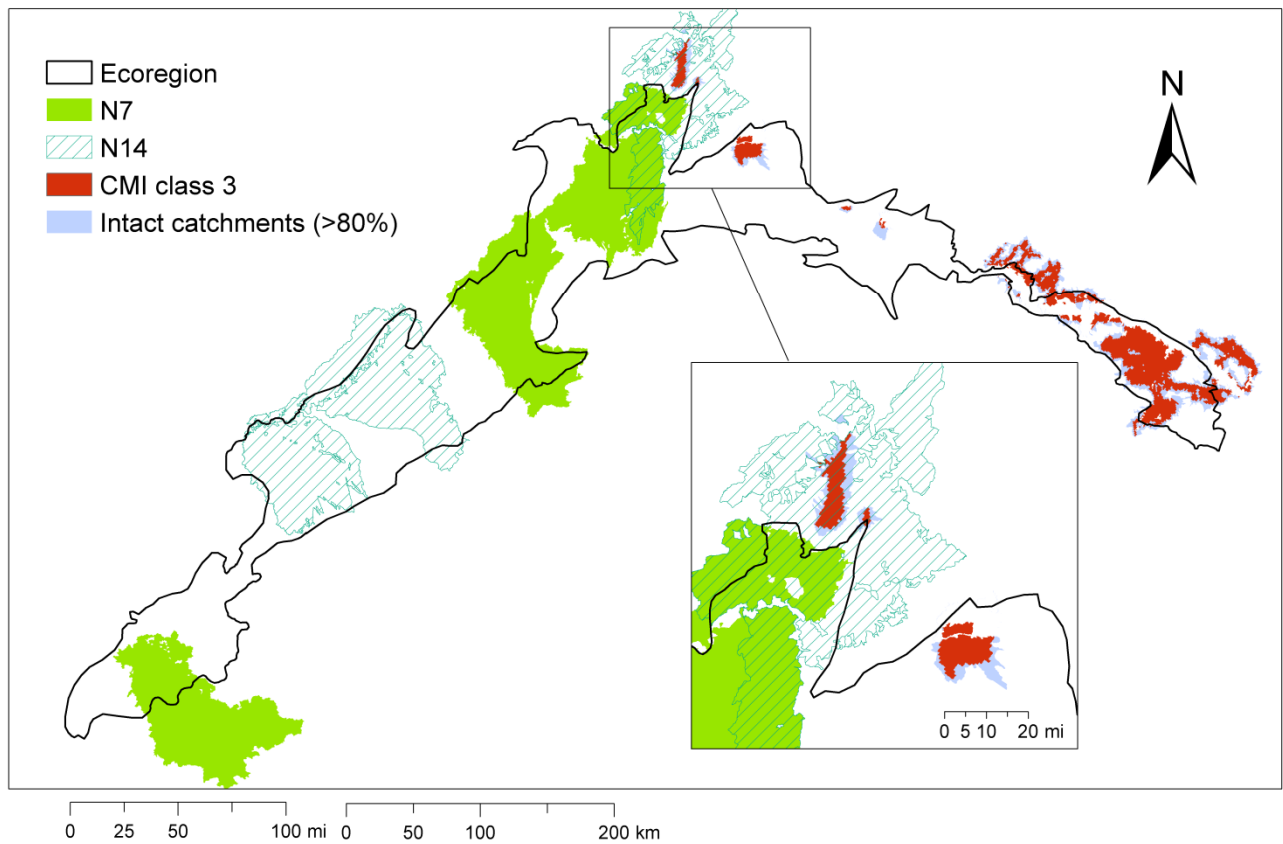 Ecoregion
N7
N14
CMI class 3
Intact catchments (>80%)
N
0 5 10 20 mi
0 25 50 100 mi
0 50 100 200 km